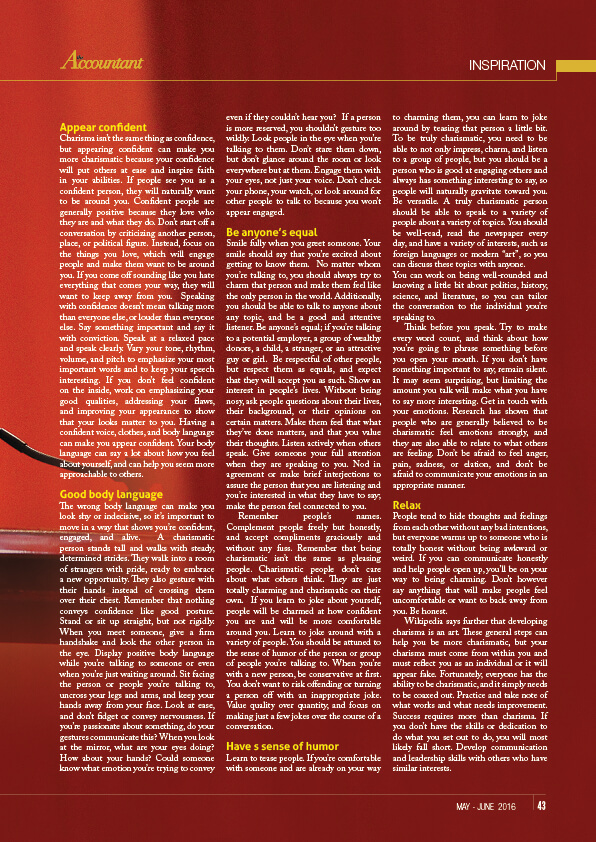 Accountant
INSPIRATION
Appear confident
Charisma isn't the same thing as confidence,
but appearing confident can make you
more charismatic because your confidence
will put others at ease and inspire faith
in your abilities. If people see you as a
confident person, they will naturally want
to be around you. Confident people are
generally positive because they love who
they are and what they do. Don't start off a
conversation by criticizing another person,
place, or political figure. Instead, focus on
the things you love, which will engage
people and make them want to be around
you. If you come off sounding like you hate
everything that comes your way, they will
want to keep away from you. Speaking
with confidence doesn't mean talking more
than everyone else, or louder than everyone
else. Say something important and say it
with conviction. Speak at a relaxed pace
and speak clearly. Vary your tone, rhythm,
volume, and pitch to emphasize your most
important words and to keep your speech
interesting. If you don't feel confident
on the inside, work on emphasizing your
good qualities, addressing your flaws,
and improving your appearance to show
that your looks matter to you. Having a
confident voice, clothes, and body language
can make you appear confident. Your body
language can say a lot about how you feel
about yourself, and can help you seem more
approachable to others.
Good body language
The wrong body language can make you
look shy or indecisive, so it's important to
move in a way that shows you're confident,
engaged, and alive. A charismatic
person stands tall and walks with steady,
determined strides. They walk into a room
of strangers with pride, ready to embrace
a new opportunity. They also gesture with
their hands instead of crossing them
over their chest. Remember that nothing
conveys confidence like good posture.
Stand or sit up straight, but not rigidly.
When you meet someone, give a firm
handshake and look the other person in
the eye. Display positive body language
while you're talking to someone or even
when you're just waiting around. Sit facing
the person or people you're talking to,
uncross your legs and arms, and keep your
hands away from your face. Look at ease,
and don't fidget or convey nervousness. If
you're passionate about something, do your
gestures communicate this? When you look
at the mirror, what are your eyes doing?
How about your hands? Could someone
know what emotion you're trying to convey
even if they couldn't hear you? If a person
is more reserved, you shouldn't gesture too
wildly. Look people in the eye when you're
talking to them. Don't stare them down,
but don't glance around the room or look
everywhere but at them. Engage them with
your eyes, not just your voice. Don't check
your phone, your watch, or look around for
other people to talk to because you won't
appear engaged.
Be anyone's equal
Smile fully when you greet someone. Your
smile should say that you're excited about
getting to know them. No matter whom
you're talking to, you should always try to
charm that person and make them feel like
the only person in the world. Additionally,
you should be able to talk to anyone about
any topic, and be a good and attentive
listener. Be anyone's equal; if you're talking
to a potential employer, a group of wealthy
donors, a child, a stranger, or an attractive
guy or girl. Be respectful of other people,
but respect them as equals, and expect
that they will accept you as such. Show an
interest in people's lives. Without being
nosy, ask people questions about their lives,
their background, or their opinions on
certain matters. Make them feel that what
they've done matters, and that you value
their thoughts. Listen actively when others
speak. Give someone your full attention
when they are speaking to you. Nod in
agreement or make brief interjections to
assure the person that you are listening and
you're interested in what they have to say;
make the person feel connected to you.
Remember people's names.
Complement people freely but honestly,
and accept compliments graciously and
without any fuss. Remember that being
charismatic isn't the same as pleasing
people. Charismatic people don't care
about what others think. They are just
totally charming and charismatic on their
own. If you learn to joke about yourself,
people will be charmed at how confident
you are and will be more comfortable
around you. Learn to joke around with a
variety of people. You should be attuned to
the sense of humor of the person or group
of people you're talking to. When you're
with a new person, be conservative at first.
You don't want to risk offending or turning
a person off with an inappropriate joke.
Value quality over quantity, and focus on
making just a few jokes over the course of a
conversation.
Have s sense of humor
Learn to tease people. If you're comfortable
with someone and are already on your way
to charming them, you can learn to joke
around by teasing that person a little bit.
To be truly charismatic, you need to be
able to not only impress, charm, and listen
to a group of people, but you should be a
person who is good at engaging others and
always has something interesting to say, so
people will naturally gravitate toward you.
Be versatile. A truly charismatic person
should be able to speak to a variety of
people about a variety of topics. You should
be well-read, read the newspaper every
day, and have a variety of interests, such as
foreign languages or modern "art", so you
can discuss these topics with anyone.
You can work on being well-rounded and
knowing a little bit about politics, history,
science, and literature, so you can tailor
the conversation to the individual you're
speaking to.
Think before you speak. Try to make
every word count, and think about how
you're going to phrase something before
you open your mouth. If you don't have
something important to say, remain silent.
It may seem surprising, but limiting the
amount you talk will make what you have
to say more interesting. Get in touch with
your emotions. Research has shown that
people who are generally believed to be
charismatic feel emotions strongly, and
they are also able to relate to what others
are feeling. Don't be afraid to feel anger,
pain, sadness, or elation, and don't be
afraid to communicate your emotions in an
appropriate manner.
Relax
People tend to hide thoughts and feelings
from each other without any bad intentions,
but everyone warms up to someone who is
totally honest without being awkward or
weird. If you can communicate honestly
and help people open up, you'll be on your
way to being charming. Don't however
say anything that will make people feel
uncomfortable or want to back away from
you. Be honest.
Wikipedia says further that developing
charisma is an art. These general steps can
help you be more charismatic, but your
charisma must come from within you and
must reflect you as an individual or it will
appear fake. Fortunately, everyone has the
ability to be charismatic, and it simply needs
to be coaxed out. Practice and take note of
what works and what needs improvement.
Success requires more than charisma. If
you don't have the skills or dedication to
do what you set out to do, you will most
likely fall short. Develop communication
and leadership skills with others who have
similar interests.
MAY - JUNE 2016 43